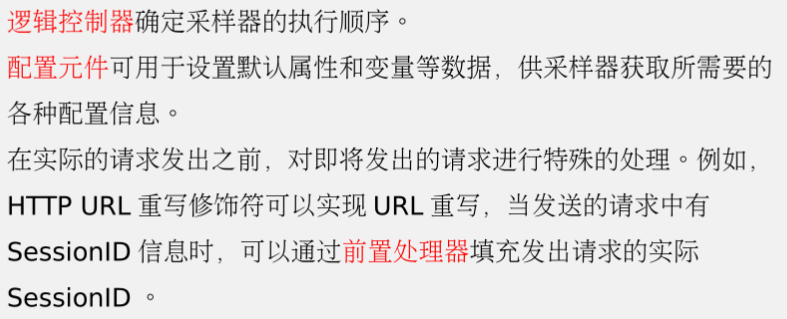 逻辑控制器确定采样器的执行顺序。
配置元件可用于设置默认属性和变量等数据，供采样器获取所需要的
各种配置信息。
在实际的请求发出之前，对即将发出的请求进行特殊的处理。例如，
HTTP URL 重写修饰符可以实现 URL 重写，当发送的请求中有
SessionID 信息时，可以通过前置处理器填充发出请求的实际
SessionID 。